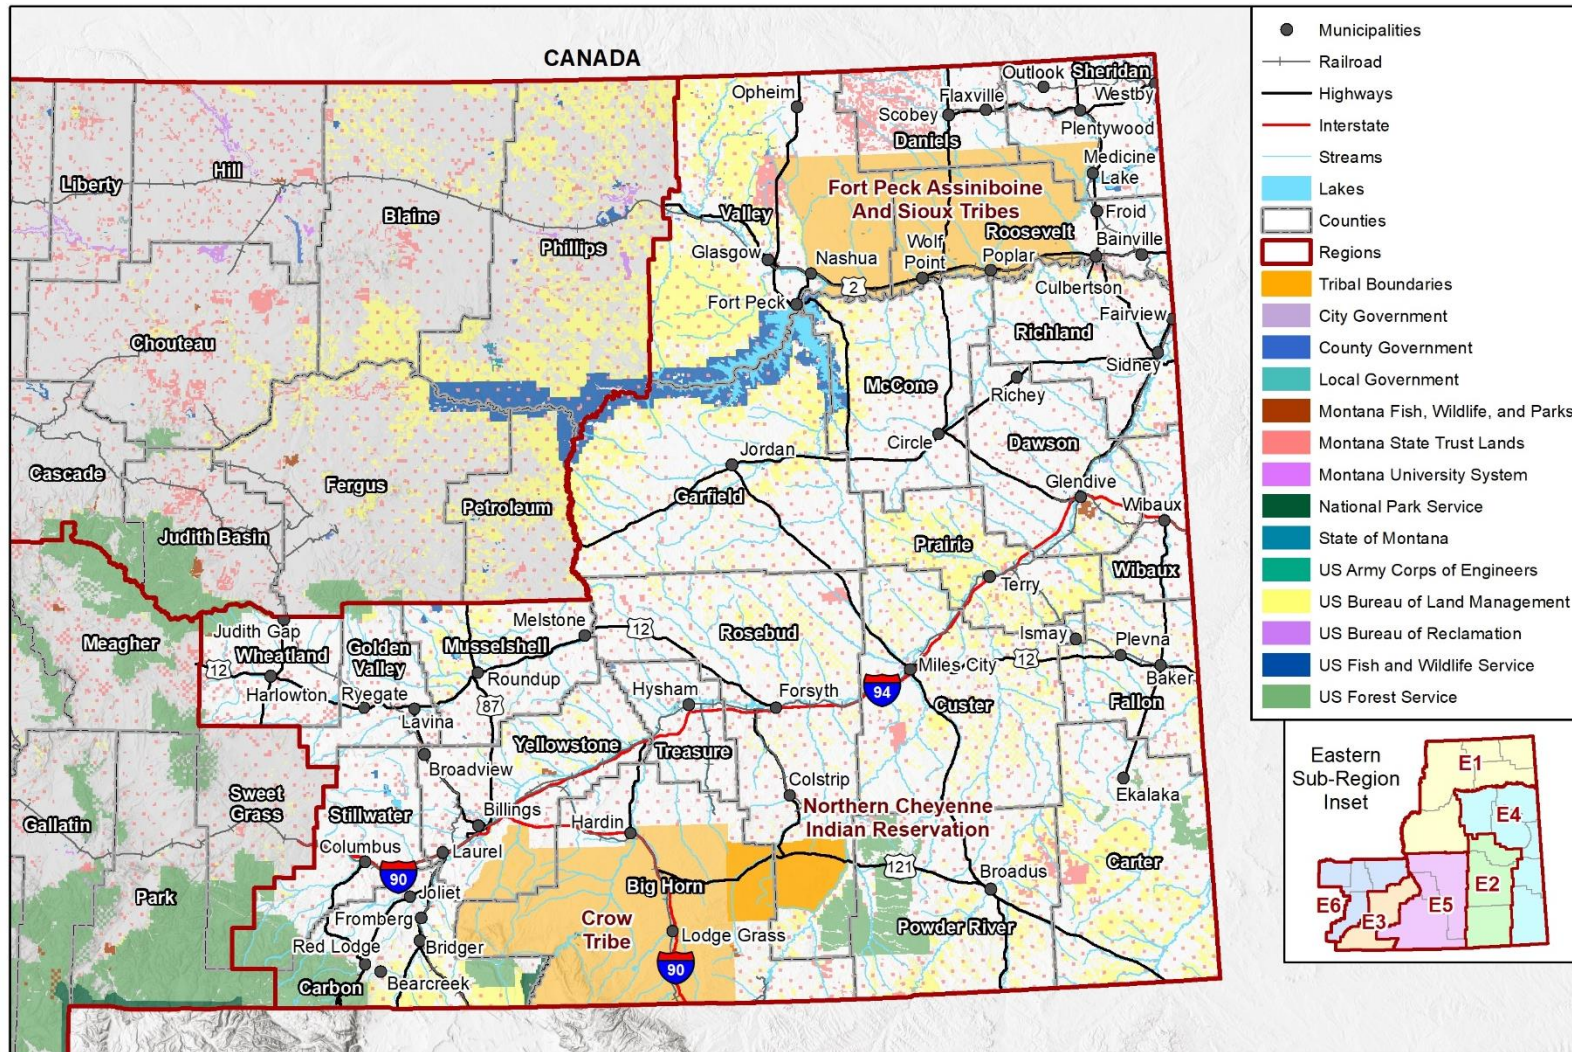 CANADA
Outlook
Sheridan
Opheim
Flaxville
Westby
Scobey
Plentywood
Daniels
Medicine
Lake
Hill
Liberty
Fort Peck Assiniboine
And Sioux Tribes
Blaine
Valley
Froid
Phillips
Roosevelt
Wolf
Point
Bainville
Glasgow
Nashua
Poplar
2
Culbertson
Fort Peck
Fairview
Richland
Chouteau
Sidney
McCone
Richey
Circle
Dawson
Jordan
Cascade
Fergus
Garfield
Glendive
Petroleum
Wibaux
Judith Basin
Prairie
Wibaux
Terry
Meagher
Judith Gap
Melstone
12
Rosebud
Ismay
Plevna
Golden
Valley
Musselshell
Wheatland
12
Roundup
Miles City
12
Baker
Harlowton
Ryegate
Hysham
Forsyth
94
Fallon
Lavina
87
Custer
Yellowstone
Treasure
Broadview
Colstrip
Ekalaka
Sweet
Grass
Stillwater
Billings
Northern Cheyenne
Indian Reservation
Gallatin
Hardin
Columbus
Laurel
Carter
90
121
Park
Joliet
Big Horn
Broadus
Fromberg
Crow
Tribe
Powder River
Red Lodge
Bridger
Lodge Grass
90
Carbon
Bearcreek
Municipalities
Railroad
Highways
Interstate
Streams
Lakes
Counties
Regions
Tribal Boundaries
City Government
County Government
Local Government
Montana Fish, Wildlife, and Parks
Montana State Trust Lands
Montana University System
National Park Service
State of Montana
US Army Corps of Engineers
US Bureau of Land Management
US Bureau of Reclamation
US Fish and Wildlife Service
US Forest Service
Eastern
Sub-Region
Inset
E1
E4
E2
E6
E3
E5